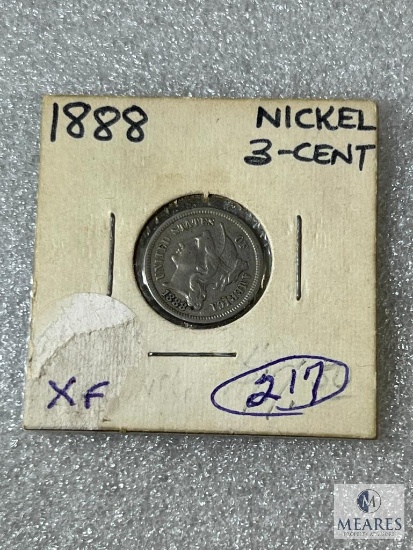 1888
NICKEL
3-CENT
UNITED STATES OF AMERICA
1888
XF
217
M
MEARES